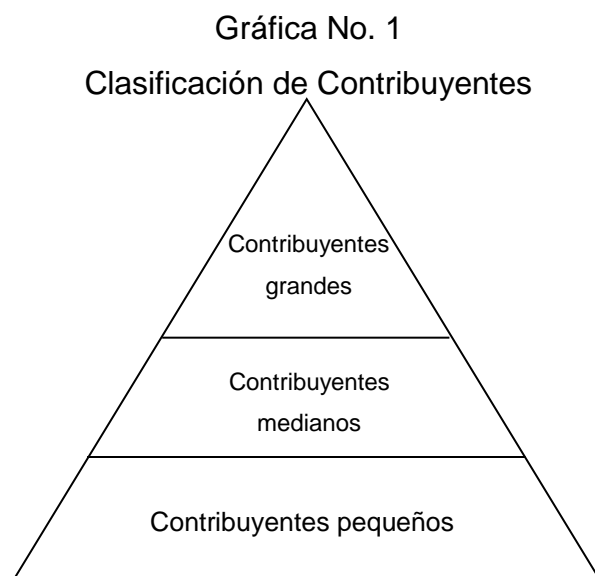 Gráfica No. 1
Clasificación de Contribuyentes
Contribuyentes
grandes
Contribuyentes
medianos
Contribuyentes pequeños